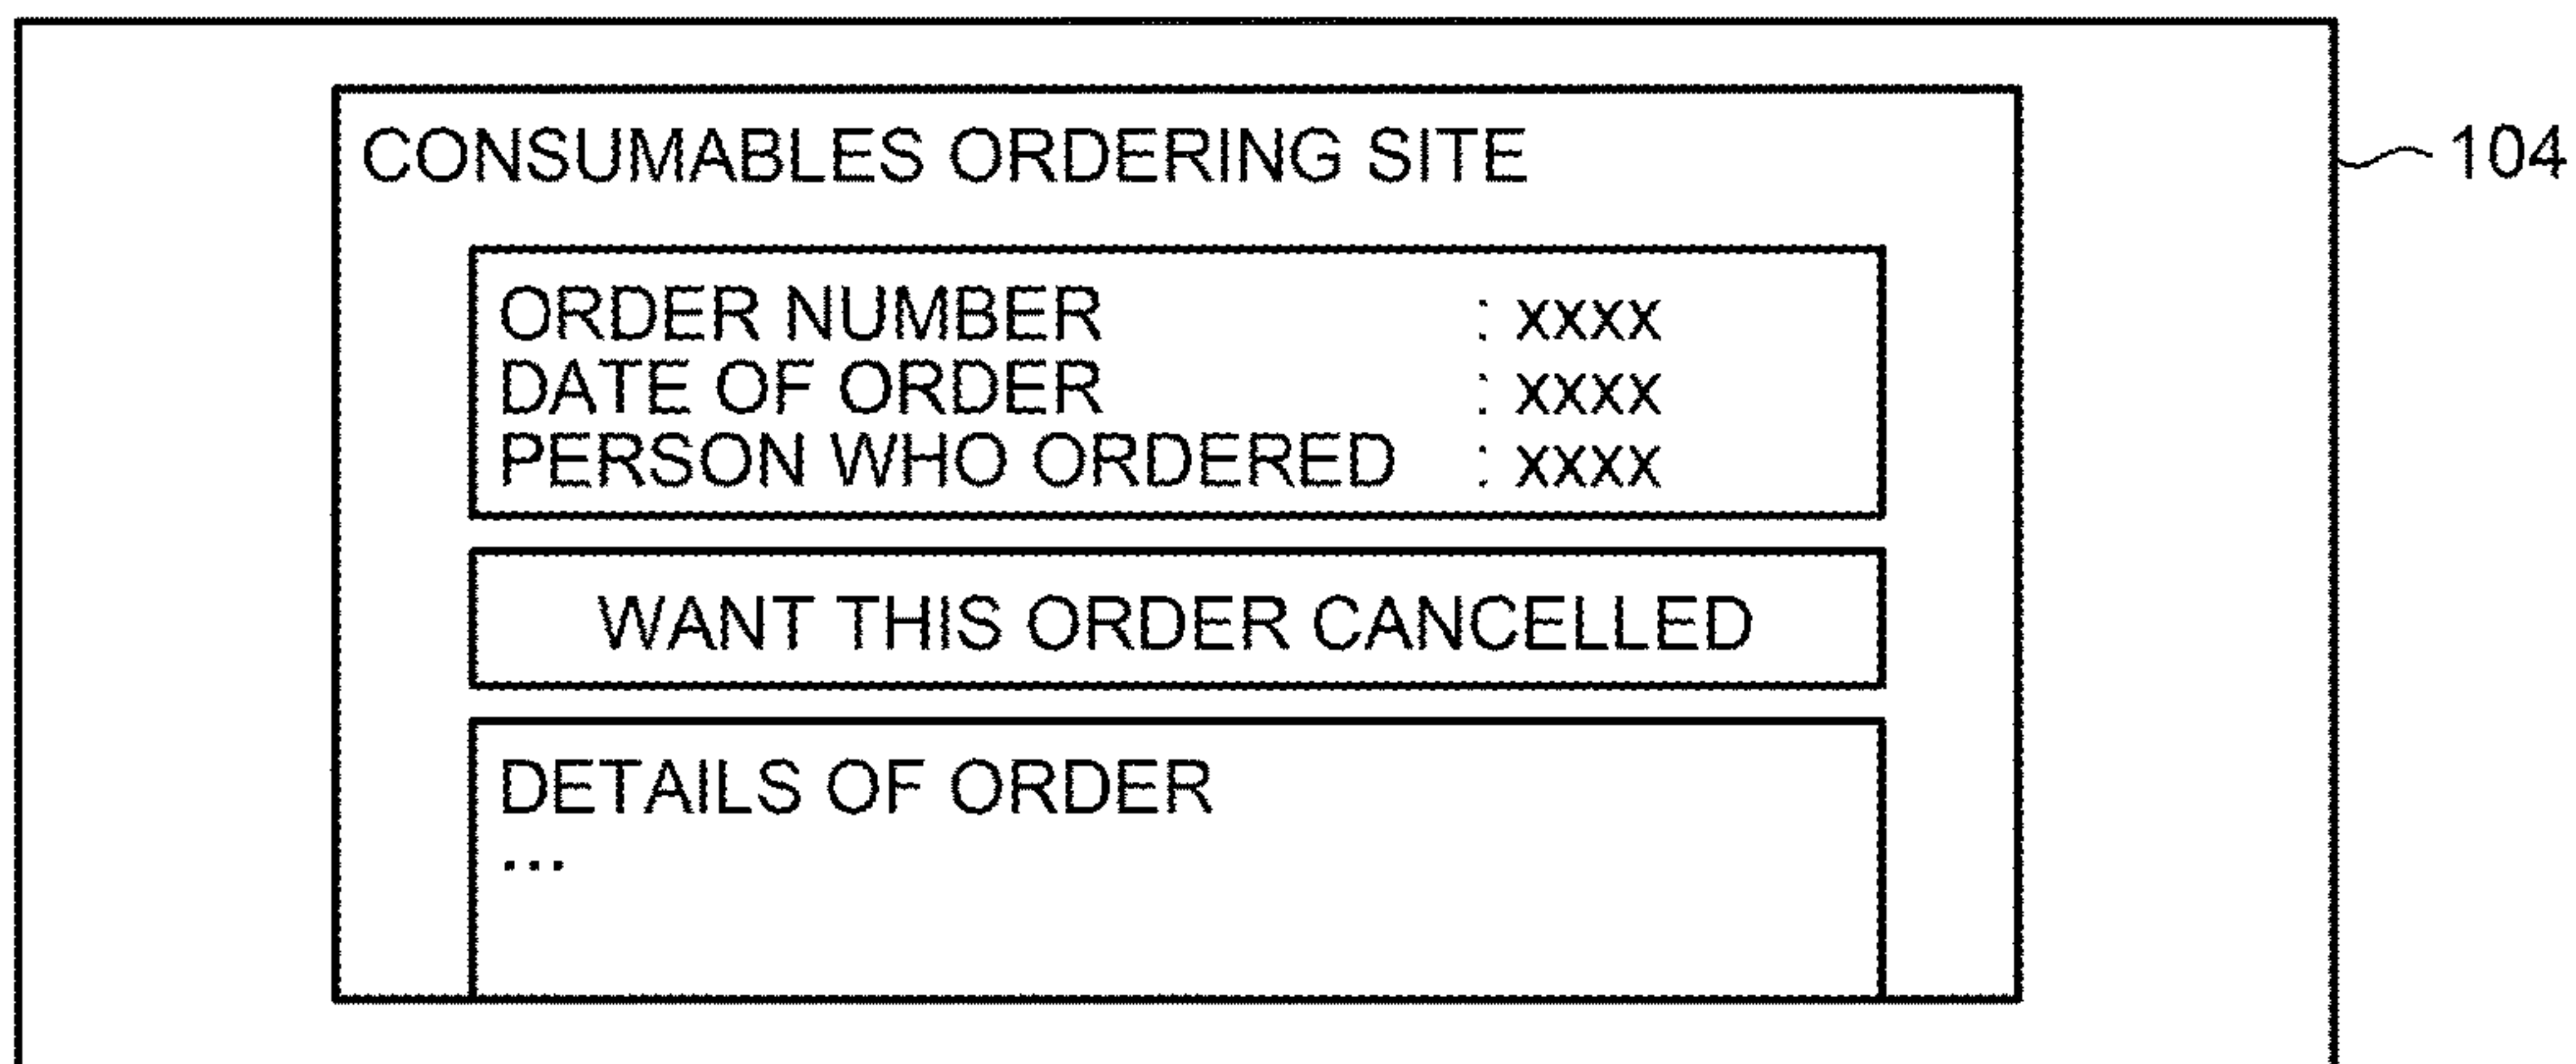 CONSUMABLES ORDERING SITE
104
ORDER NUMBER : xxxx
DATE OF ORDER : xxxx
PERSON WHO ORDERED : xxxx
WANT THIS ORDER CANCELLED
DETAILS OF ORDER
...